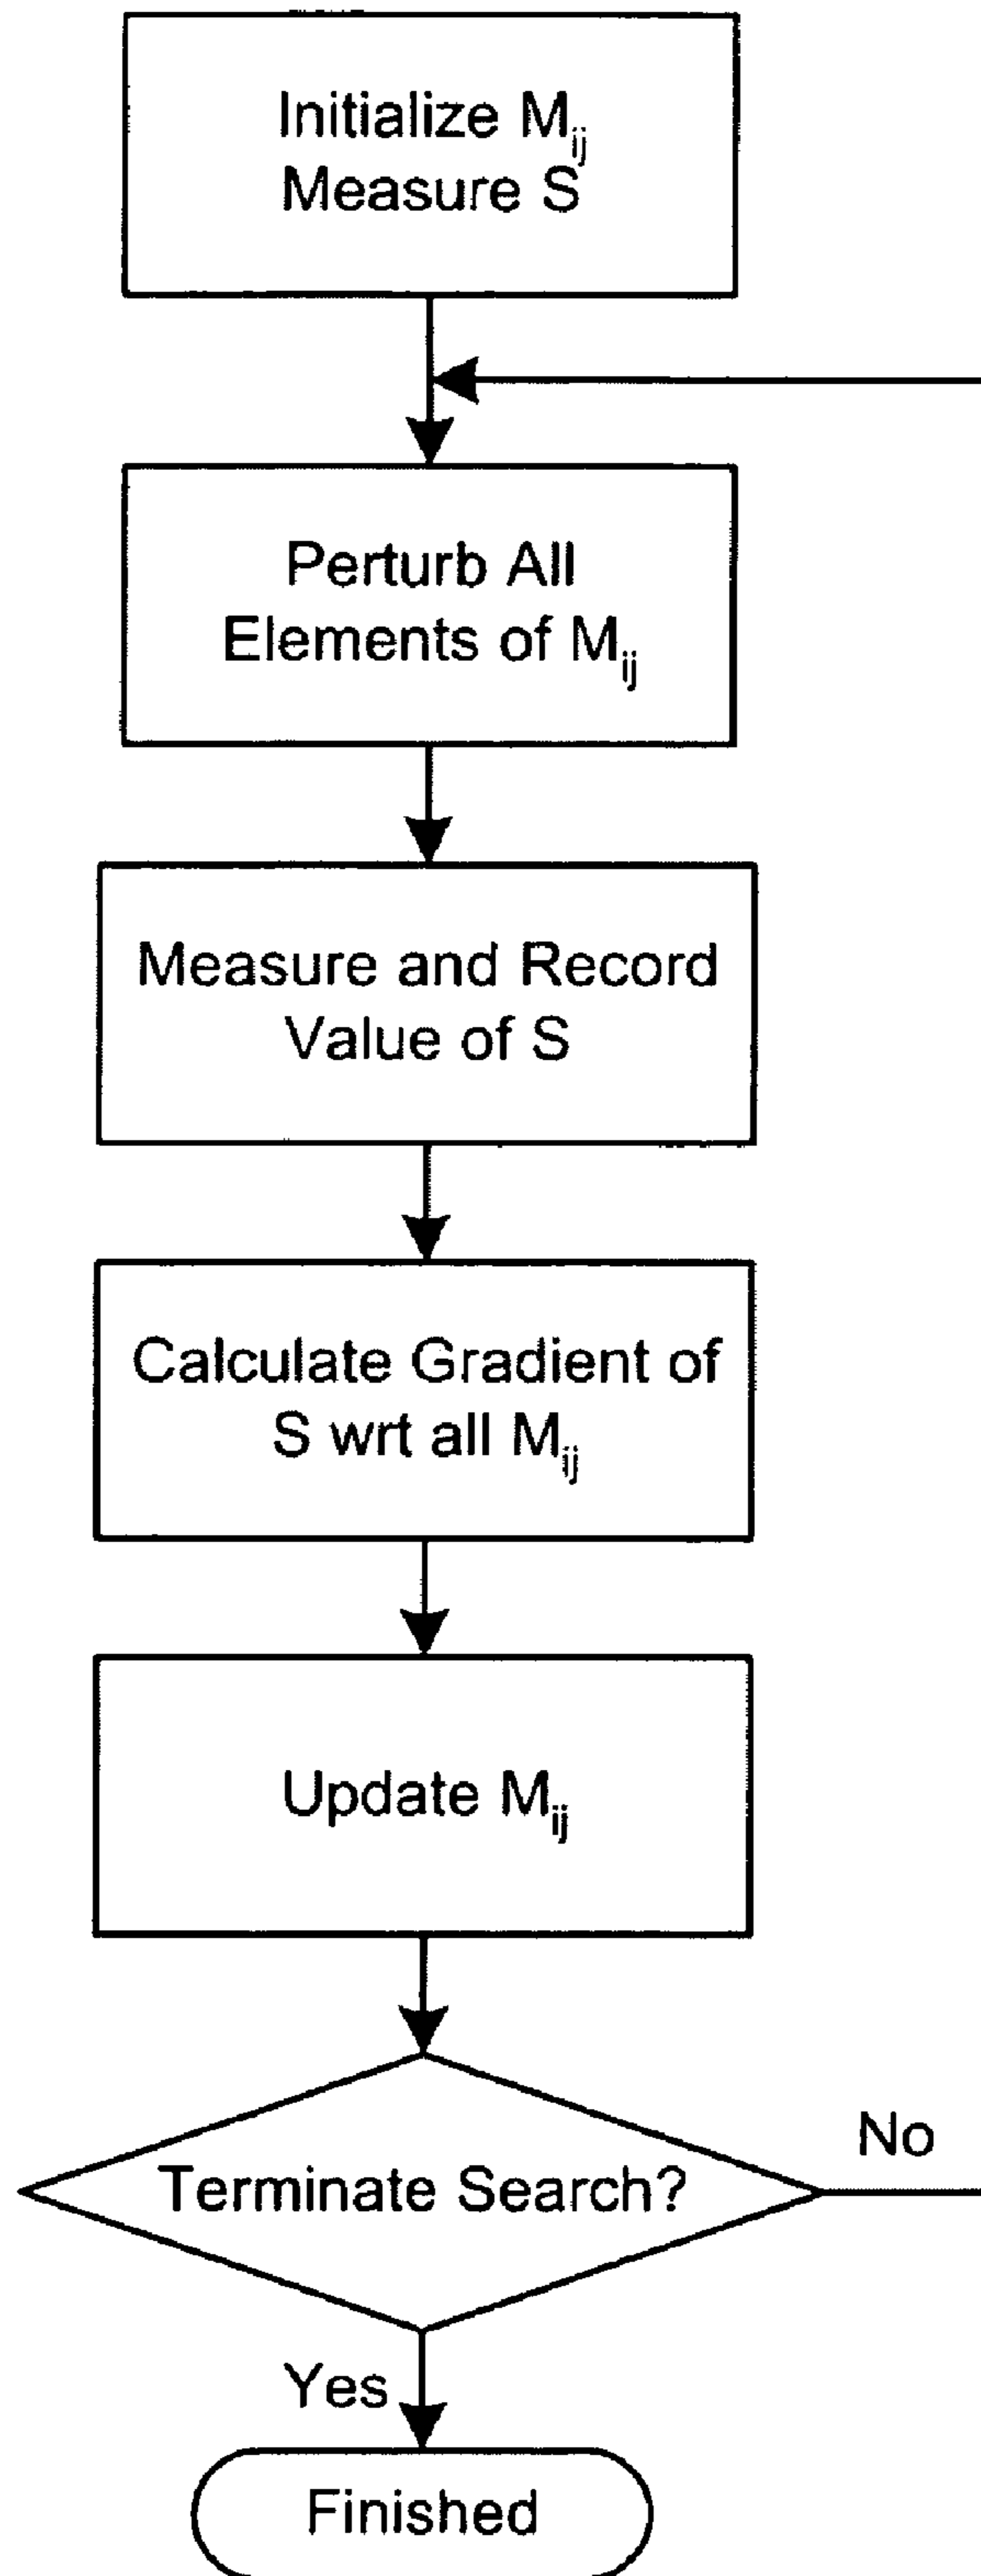 Initialize M_ij
Measure S
Perturb All
Elements of M_ij
Measure and Record
Value of S
Calculate Gradient of
S wrt all M_ij
Update M_ij
Terminate Search?
No
Yes
Finished